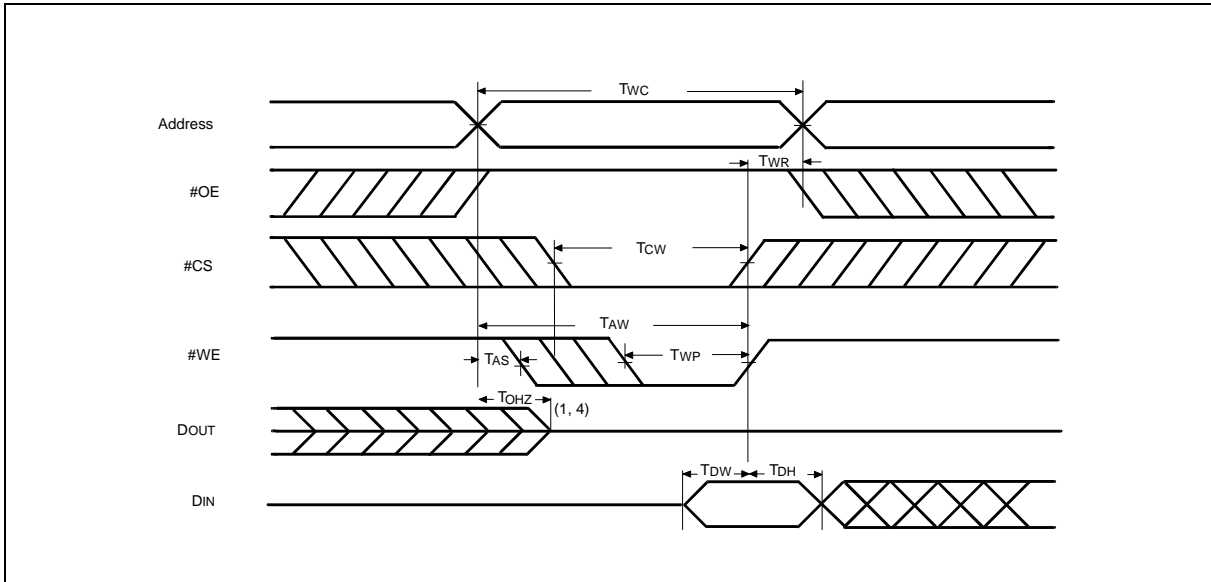 TWC
Address
TWR
#OE
TCW
#CS
TAW
#WE
TAS
TWP
TOHZ
(1, 4)
DOUT
TDW
TDH
DIN